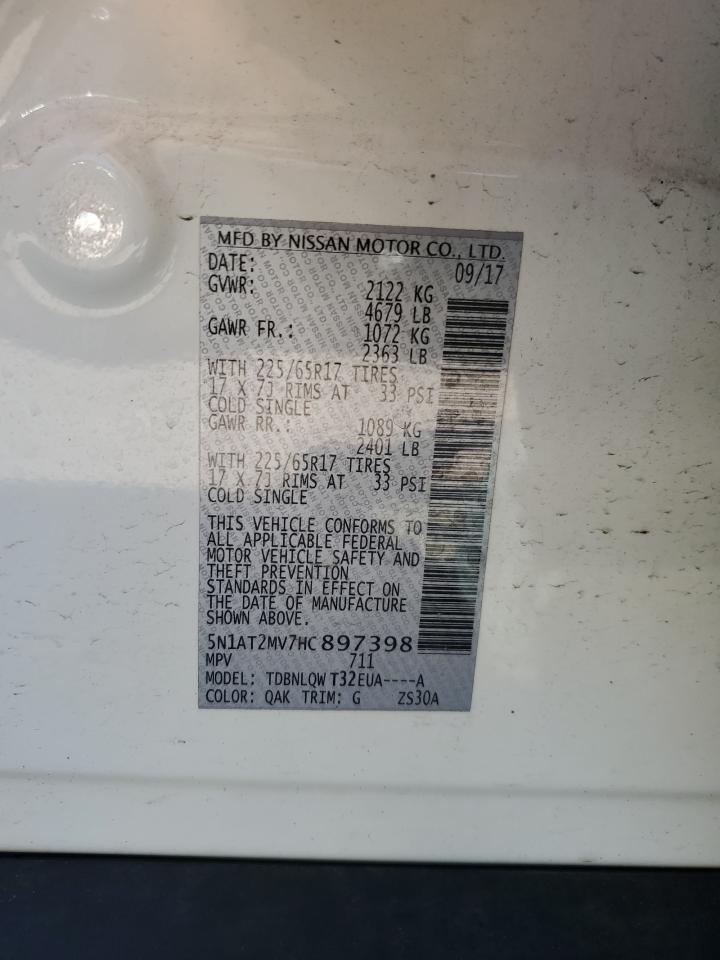 MFD BY NISSAN MOTOR CO., LTD.
DATE: 09/17
GVWR: 2122 KG
4679 LB
GAWR FR.: 1072 KG
2363 LB
WITH 225/65R17 TIRES
17 X 7J RIMS AT 33 PSI
COLD SINGLE
GAWR RR.: 1089 KG
2401 LB
WITH 225/65R17 TIRES
17 X 7J RIMS AT 33 PSI
COLD SINGLE
THIS VEHICLE CONFORMS TO
ALL APPLICABLE FEDERAL
MOTOR VEHICLE SAFETY AND
THEFT PREVENTION
STANDARDS IN EFFECT ON
THE DATE OF MANUFACTURE
SHOWN ABOVE.
5N1AT2MV7HC897398
MPV 711
MODEL: TDBNLQW T32EUA----A
COLOR: QAK TRIM: G ZS30A